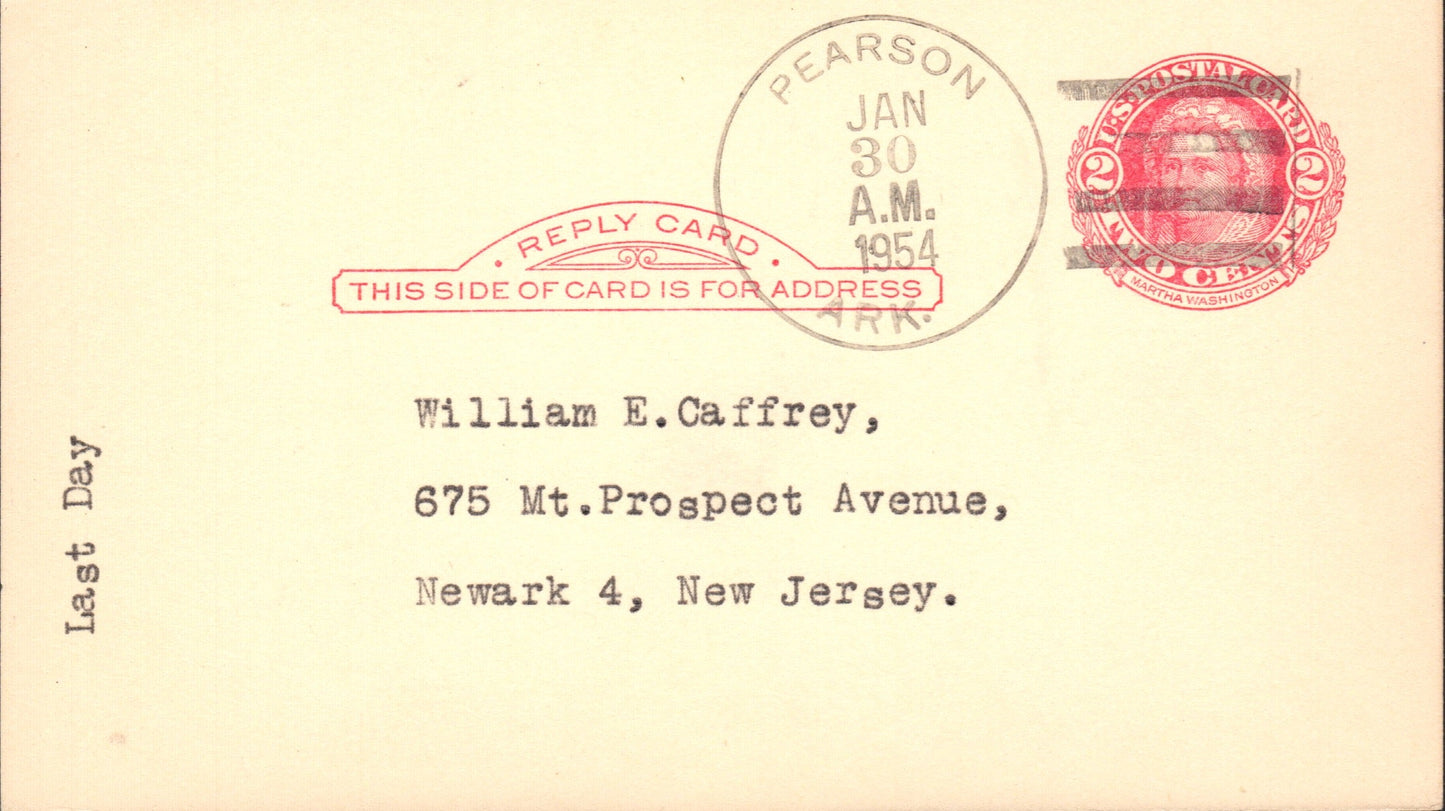 PEARSON
JAN
30
A.M.
1954
ARK.
U.S. POSTAL CARD
2 2
TWO CENTS
MARTHA WASHINGTON
· REPLY CARD ·
THIS SIDE OF CARD IS FOR ADDRESS
William E.Caffrey,
675 Mt.Prospect Avenue,
Newark 4, New Jersey.
Last Day